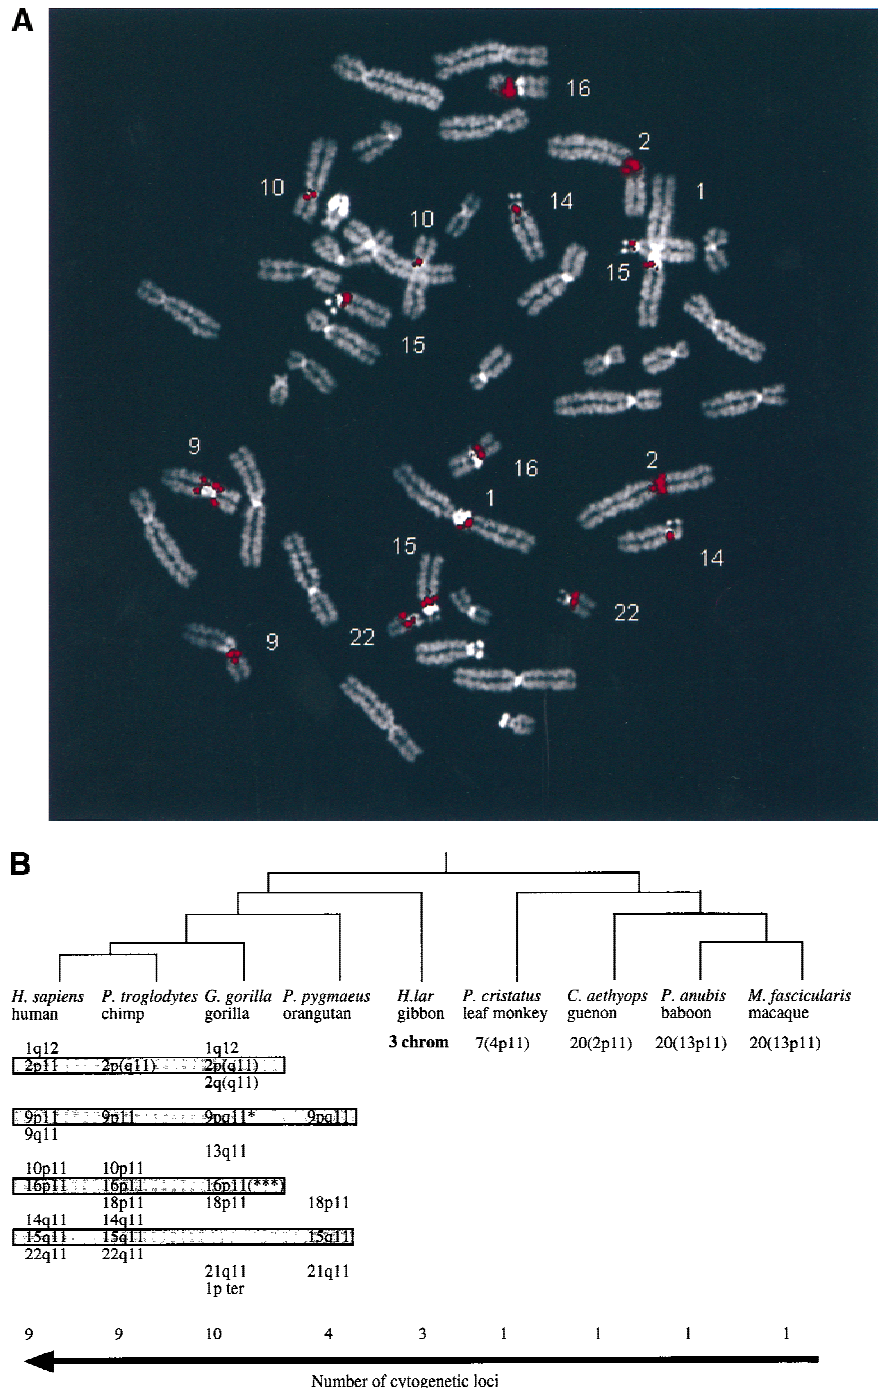 A
16
2
1
10
14
10
15
15
9
16
2
1
15
14
22
22
9
B
H. sapiens P. troglodytes G. gorilla P. pygmaeus H.lar P. cristatus C. aethyops P. anubis M. fascicularis
human chimp gorilla orangutan gibbon leaf monkey guenon baboon macaque
3 chrom 7(4p11) 20(2p11) 20(13p11) 20(13p11)
1q12 1q12
2p11 2p(q11) 2p(q11)
2q(q11)
9p11 9p11 9pq11* 9pq11
9q11
13q11
10p11 10p11
16p11 16p11 16p11(***)
18p11 18p11 18p11
14q11 14q11
15q11 15q11 15q11
22q11 22q11
21q11 21q11
1p ter
9 9 10 4 3 1 1 1 1
Number of cytogenetic loci